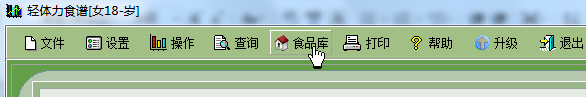 轻体力食谱[女18-岁]
文件 设置 操作 查询 食品库 打印 帮助 升级 退出